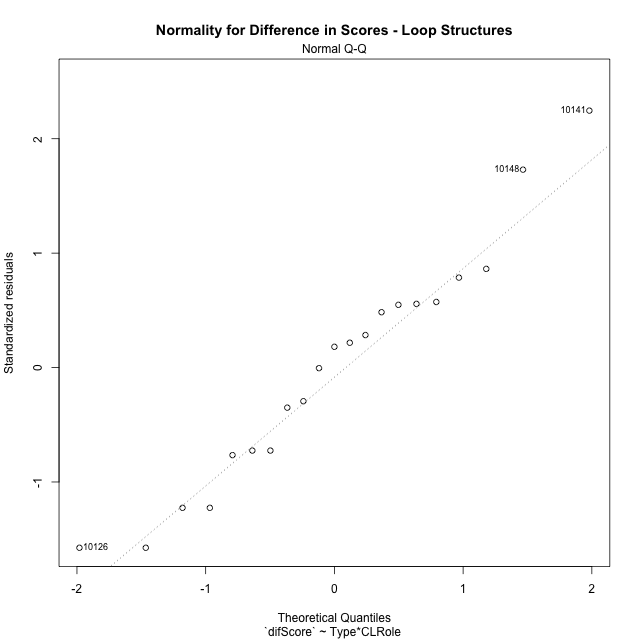 Normality for Difference in Scores - Loop Structures
Normal Q-Q
Standardized residuals
2
1
0
-1
10141
10148
10126
-2
-1
0
1
2
Theoretical Quantiles
`difScore` ~ Type*CLRole